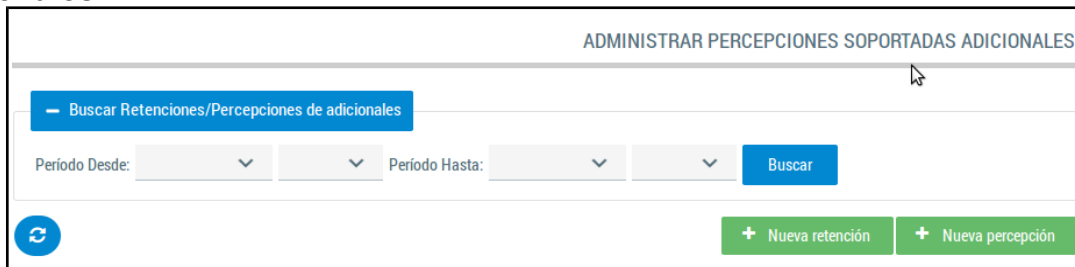 ADMINISTRAR PERCEPCIONES SOPORTADAS ADICIONALES
Buscar Retenciones/Percepciones de adicionales
Período Desde: Período Hasta: Buscar
+ Nueva retención + Nueva percepción